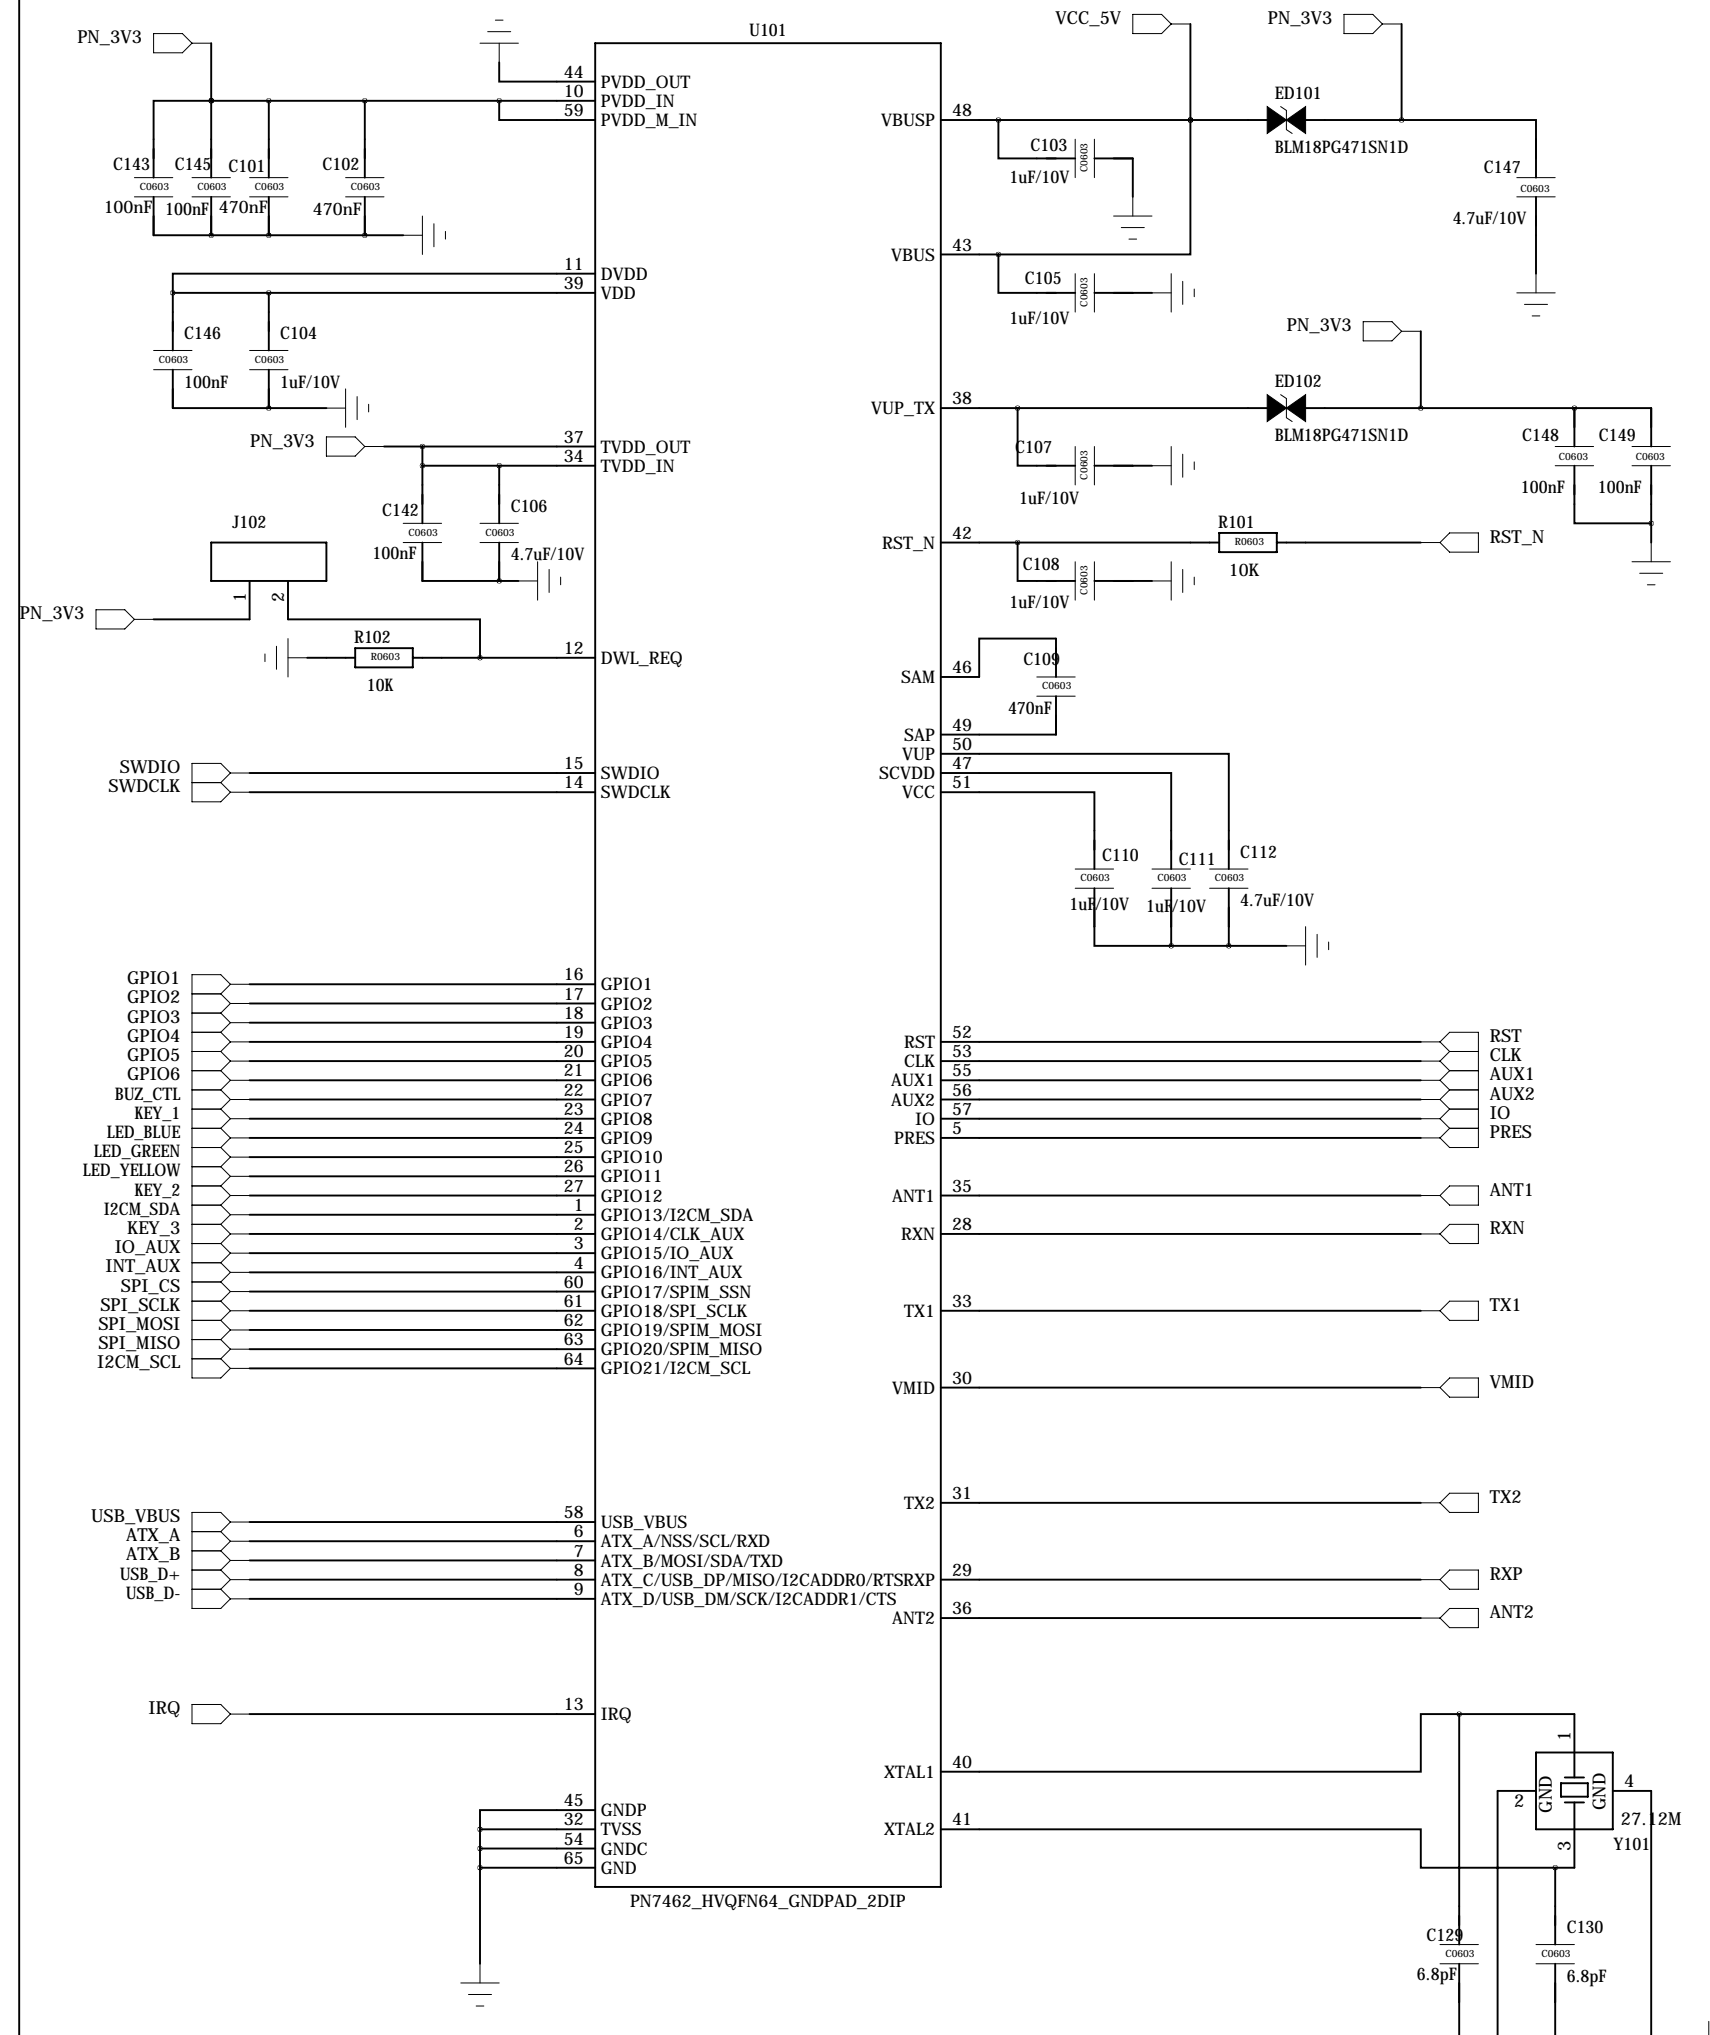 PN_3V3
U101
VCC_5V
PN_3V3
44 PVDD_OUT
10 PVDD_IN
59 PVDD_M_IN
C143 C0603 100nF
C145 C0603 100nF
C101 C0603 470nF
C102 C0603 470nF
11 DVDD
39 VDD
C146 C0603 100nF
C104 C0603 1uF/10V
PN_3V3
37 TVDD_OUT
34 TVDD_IN
C142 C0603 100nF
C106 C0603 4.7uF/10V
J102
1 2
PN_3V3
R102 R0603 10K
12 DWL_REQ
SWDIO 15 SWDIO
SWDCLK 14 SWDCLK
GPIO1 16 GPIO1
GPIO2 17 GPIO2
GPIO3 18 GPIO3
GPIO4 19 GPIO4
GPIO5 20 GPIO5
GPIO6 21 GPIO6
BUZ_CTL 22 GPIO7
KEY_1 23 GPIO8
LED_BLUE 24 GPIO9
LED_GREEN 25 GPIO10
LED_YELLOW 26 GPIO11
KEY_2 27 GPIO12
I2CM_SDA 1 GPIO13/I2CM_SDA
KEY_3 2 GPIO14/CLK_AUX
IO_AUX 3 GPIO15/IO_AUX
INT_AUX 4 GPIO16/INT_AUX
SPI_CS 60 GPIO17/SPIM_SSN
SPI_SCLK 61 GPIO18/SPI_SCLK
SPI_MOSI 62 GPIO19/SPIM_MOSI
SPI_MISO 63 GPIO20/SPIM_MISO
I2CM_SCL 64 GPIO21/I2CM_SCL
USB_VBUS 58 USB_VBUS
ATX_A 6 ATX_A/NSS/SCL/RXD
ATX_B 7 ATX_B/MOSI/SDA/TXD
USB_D+ 8 ATX_C/USB_DP/MISO/I2CADDR0/RTS
USB_D- 9 ATX_D/USB_DM/SCK/I2CADDR1/CTS
IRQ 13 IRQ
45 GNDP
32 TVSS
54 GNDC
65 GND
PN7462_HVQFN64_GNDPAD_2DIP
VBUSP 48
ED101
BLM18PG471SN1D
C103 C0603 1uF/10V
C147 C0603 4.7uF/10V
VBUS 43
C105 C0603 1uF/10V
PN_3V3
VUP_TX 38
ED102
BLM18PG471SN1D
C107 C0603 1uF/10V
C148 C0603 100nF
C149 C0603 100nF
RST_N 42
R101 R0603 10K
RST_N
C108 C0603 1uF/10V
SAM 46
C109 C0603 470nF
SAP 49
VUP 50
SCVDD 47
VCC 51
C110 C0603 1uF/10V
C111 C0603 1uF/10V
C112 C0603 4.7uF/10V
RST 52 RST
CLK 53 CLK
AUX1 55 AUX1
AUX2 56 AUX2
IO 57 IO
PRES 5 PRES
ANT1 35 ANT1
RXN 28 RXN
TX1 33 TX1
VMID 30 VMID
TX2 31 TX2
RXP 29 RXP
ANT2 36 ANT2
XTAL1 40
XTAL2 41
1
2 GND GND 4
3
27.12M
Y101
C129 C0603 6.8pF
C130 C0603 6.8pF